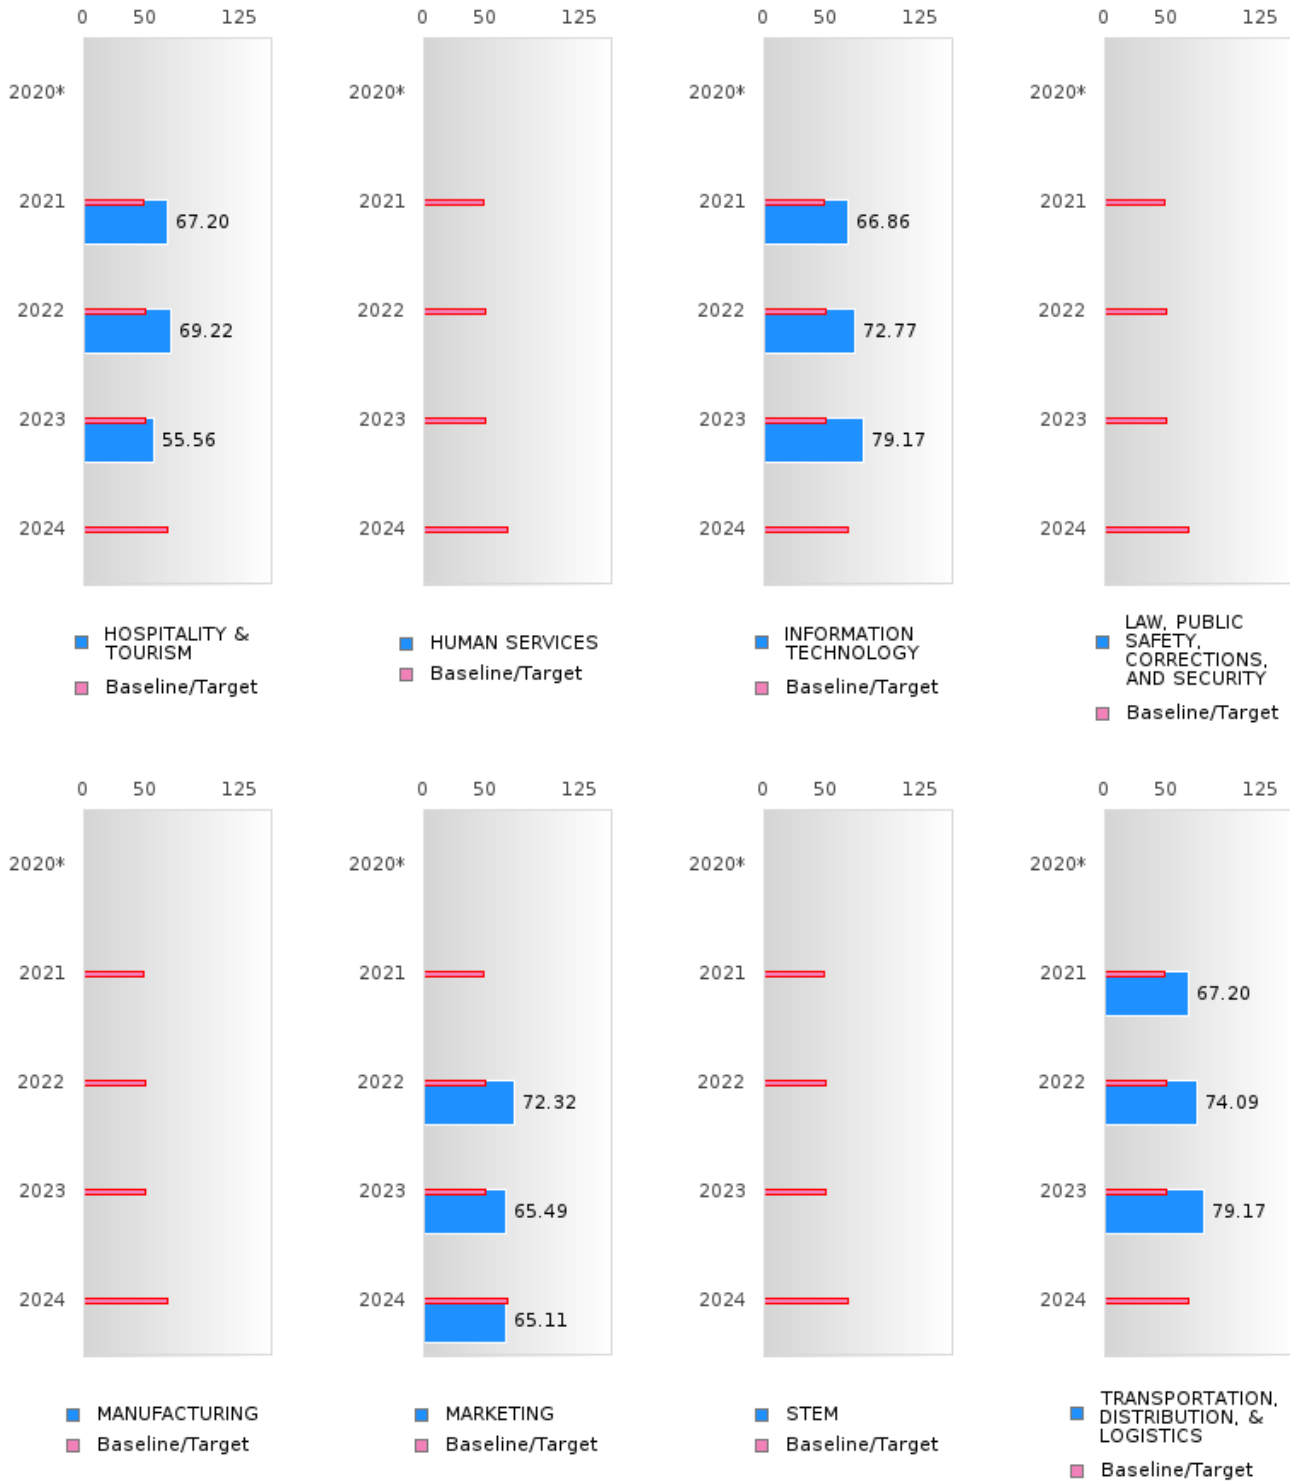 0 50 125
2020*
2021 67.20
2022 69.22
2023 55.56
2024
HOSPITALITY &
TOURISM
Baseline/Target
0 50 125
2020*
2021
2022
2023
2024
HUMAN SERVICES
Baseline/Target
0 50 125
2020*
2021 66.86
2022 72.77
2023 79.17
2024
INFORMATION
TECHNOLOGY
Baseline/Target
0 50 125
2020*
2021
2022
2023
2024
LAW, PUBLIC
SAFETY,
CORRECTIONS,
AND SECURITY
Baseline/Target
0 50 125
2020*
2021
2022
2023
2024
MANUFACTURING
Baseline/Target
0 50 125
2020*
2021
2022 72.32
2023 65.49
2024 65.11
MARKETING
Baseline/Target
0 50 125
2020*
2021
2022
2023
2024
STEM
Baseline/Target
0 50 125
2020*
2021 67.20
2022 74.09
2023 79.17
2024
TRANSPORTATION,
DISTRIBUTION, &
LOGISTICS
Baseline/Target